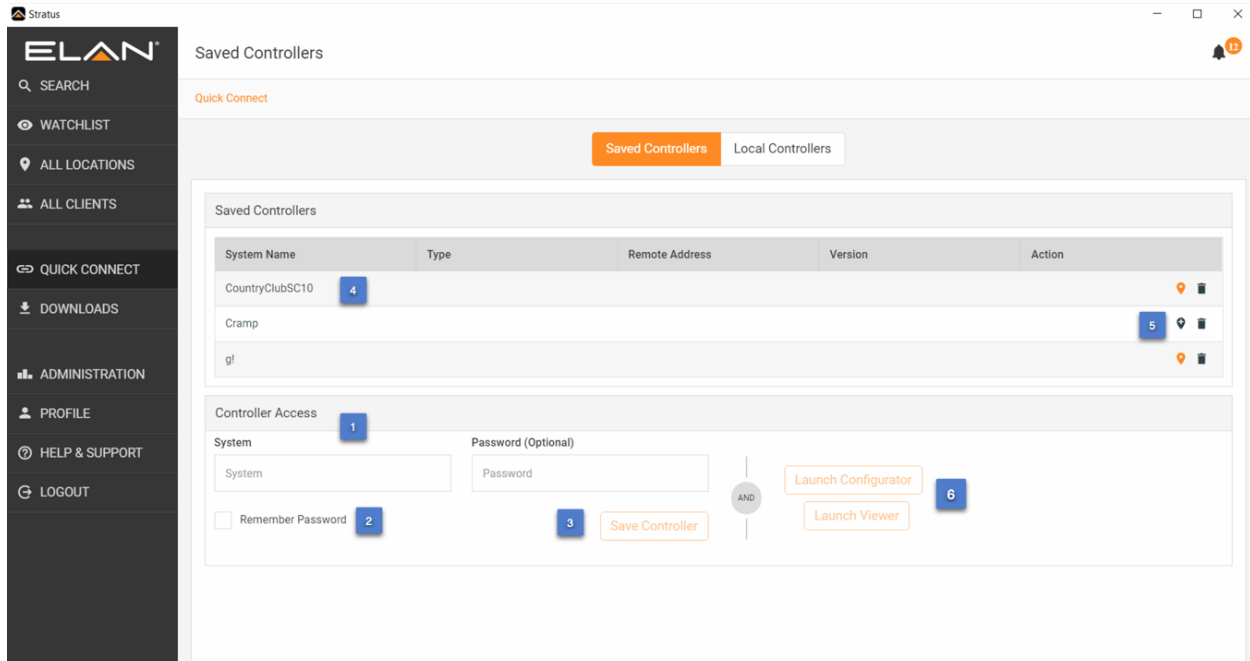 Stratus
ELAN®
SEARCH
WATCHLIST
ALL LOCATIONS
ALL CLIENTS
QUICK CONNECT
DOWNLOADS
ADMINISTRATION
PROFILE
HELP & SUPPORT
LOGOUT
Saved Controllers
12
Quick Connect
Saved Controllers Local Controllers
Saved Controllers
System Name Type Remote Address Version Action
CountryClubSC10 4
Cramp 5
g!
Controller Access
1
System Password (Optional)
System Password
Remember Password 2
3 Save Controller
AND
Launch Configurator
Launch Viewer
6